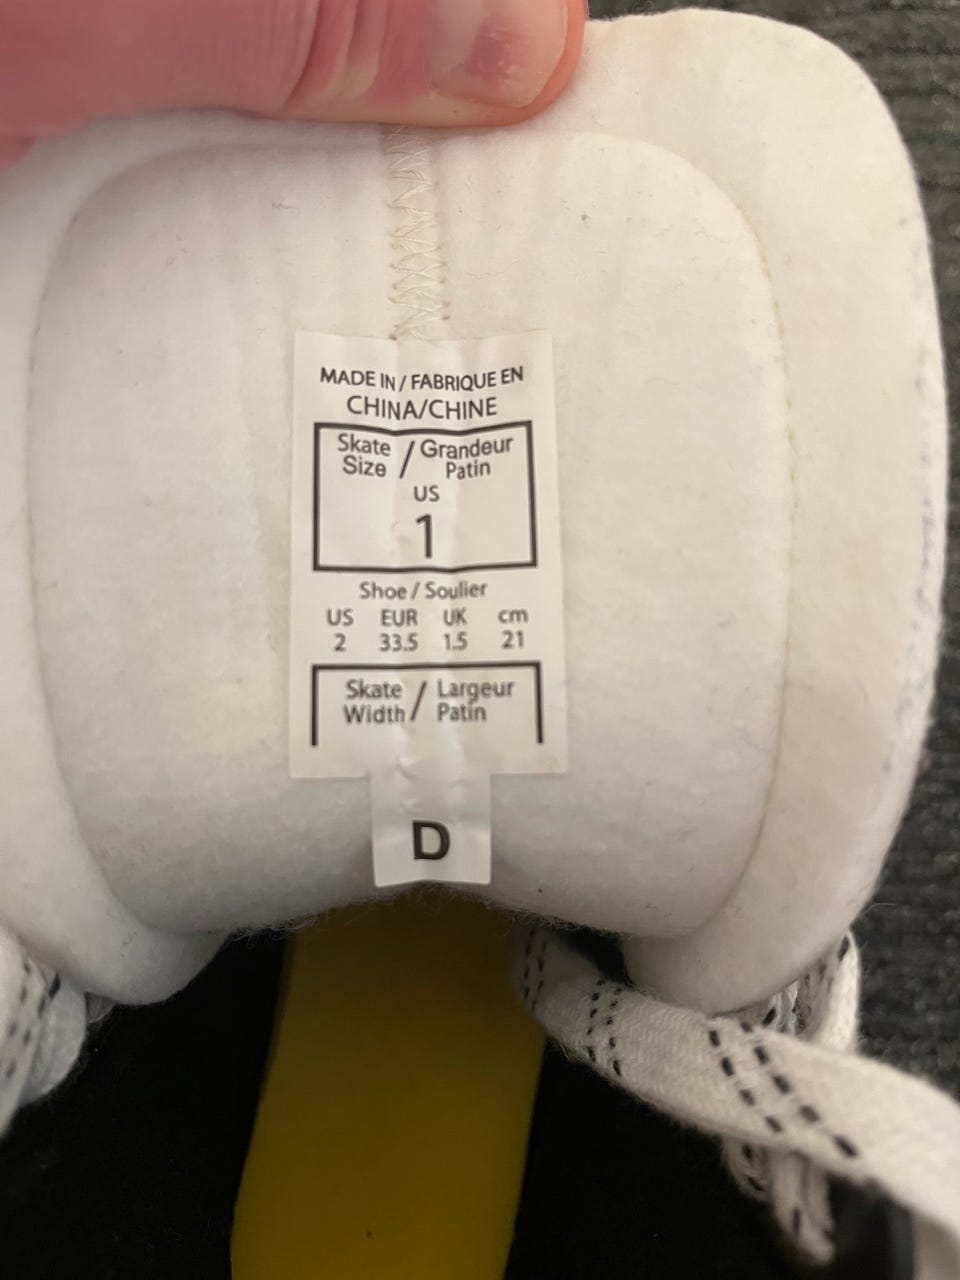 MADE IN / FABRIQUE EN
CHINA/CHINE
Skate Size / Grandeur Patin
US
1
Shoe / Soulier
US EUR UK cm
2 33.5 1.5 21
Skate Width / Largeur Patin
D